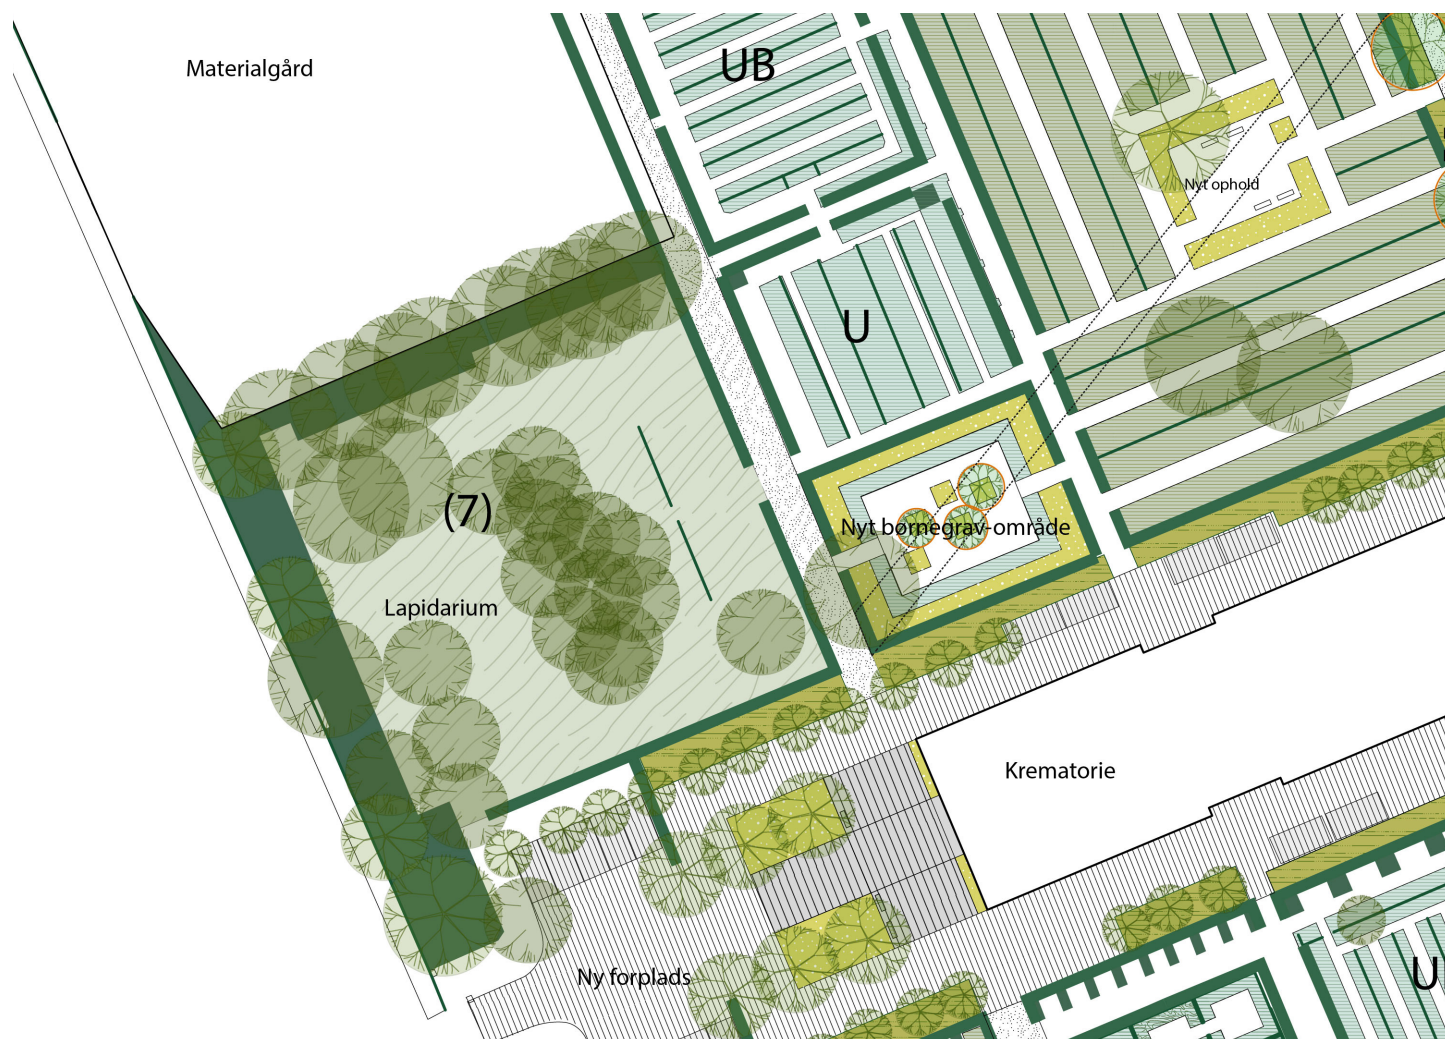 UB
Materialgård
Nyt ophold
U
(7)
Nyt børnegrav-område
Lapidarium
Krematorie
Ny forplads
U